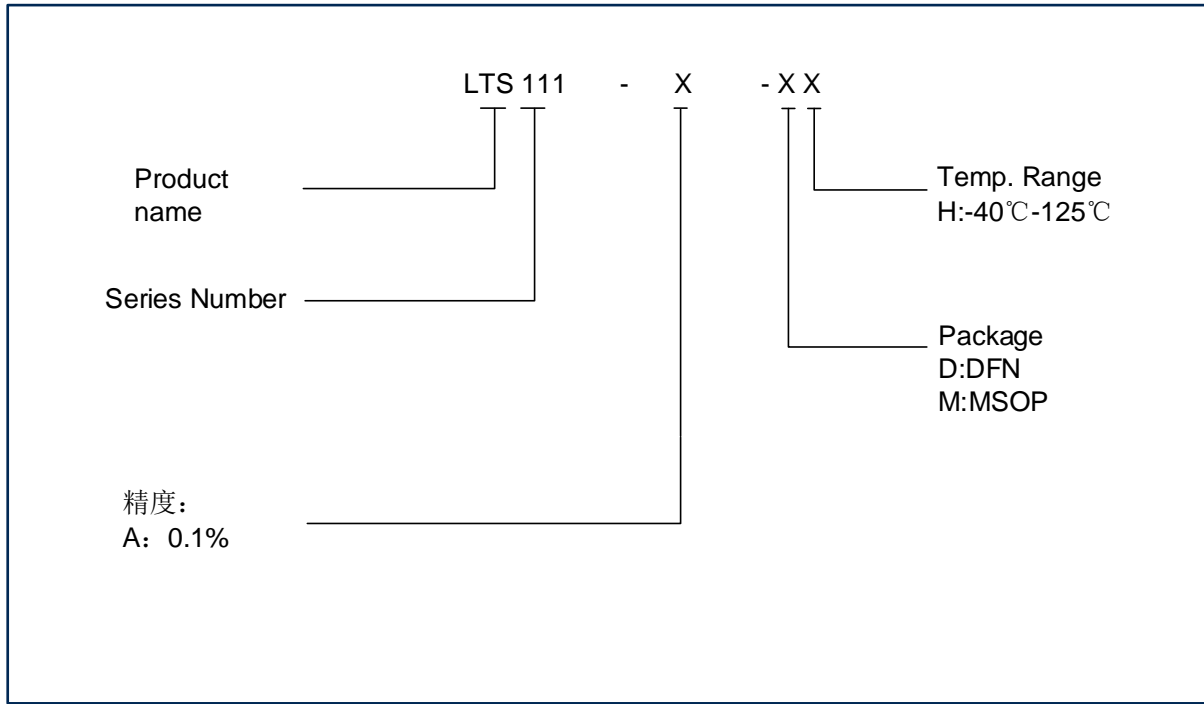 LTS 111 - X - X X
Product
name
Temp. Range
H:-40℃-125℃
Series Number
Package
D:DFN
M:MSOP
精度：
A：0.1%